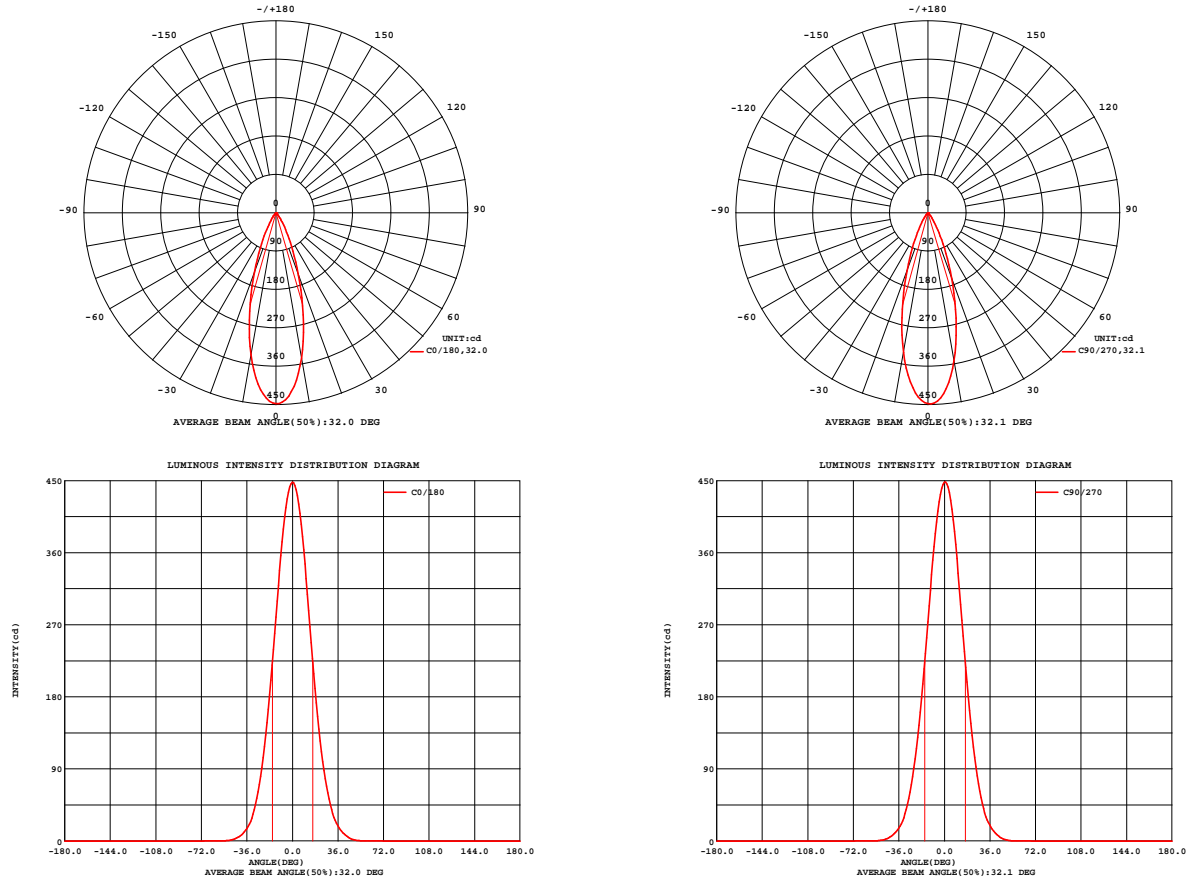 -/+180
-150
150
-120
120
-90
90
-60
60
-30
30
0
0
90
180
270
360
450
UNIT:cd
C0/180,32.0
AVERAGE BEAM ANGLE(50%):32.0 DEG
-/+180
-150
150
-120
120
-90
90
-60
60
-30
30
0
0
90
180
270
360
450
UNIT:cd
C90/270,32.1
AVERAGE BEAM ANGLE(50%):32.1 DEG
LUMINOUS INTENSITY DISTRIBUTION DIAGRAM
C0/180
450
360
270
180
90
0
INTENSITY(cd)
-180.0 -144.0 -108.0 -72.0 -36.0 0.0 36.0 72.0 108.0 144.0 180.0
ANGLE(DEG)
AVERAGE BEAM ANGLE(50%):32.0 DEG
LUMINOUS INTENSITY DISTRIBUTION DIAGRAM
C90/270
450
360
270
180
90
0
INTENSITY(cd)
-180.0 -144.0 -108.0 -72.0 -36.0 0.0 36.0 72.0 108.0 144.0 180.0
ANGLE(DEG)
AVERAGE BEAM ANGLE(50%):32.1 DEG